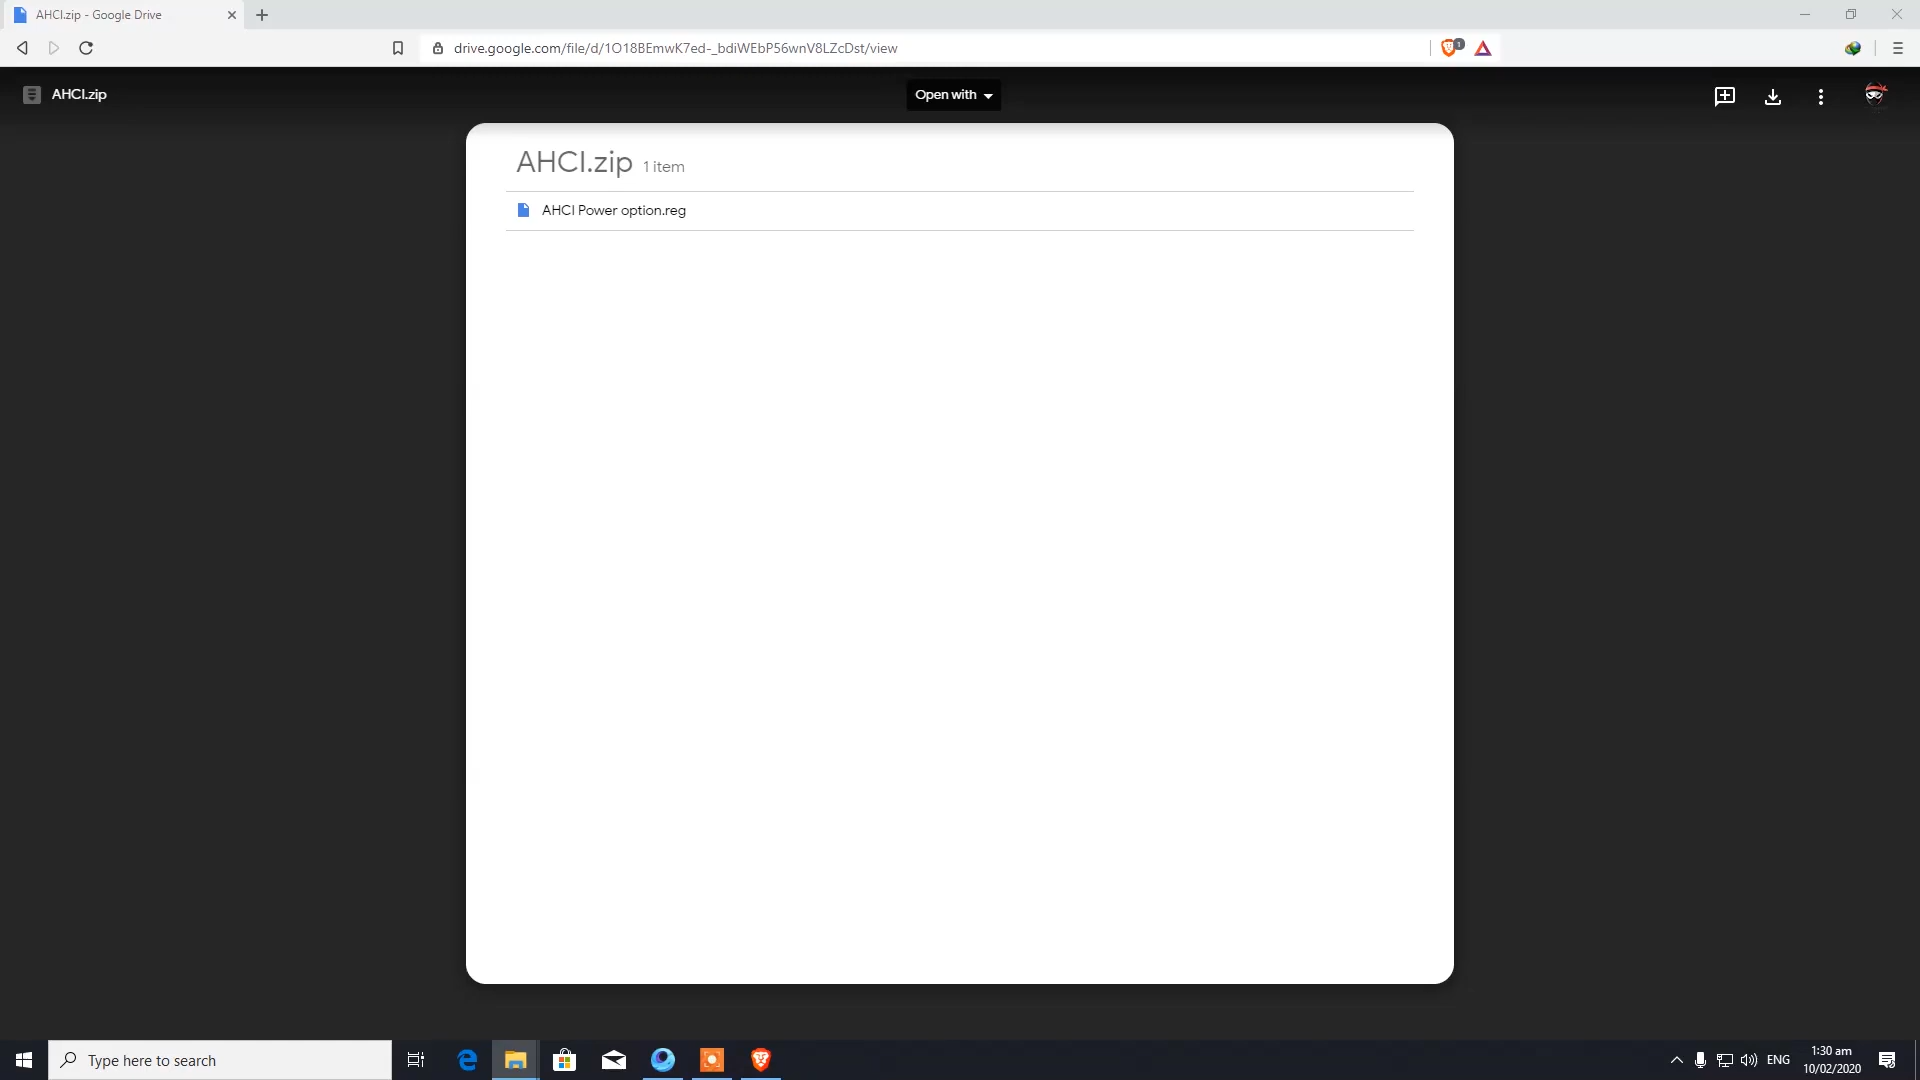 AHCI.zip - Google Drive
drive.google.com/file/d/1O18BEmwK7ed-_bdiWEbP56wnV8LZcDst/view
1
AHCI.zip
Open with
AHCI.zip 1 item
AHCI Power option.reg
Type here to search
ENG
1:30 am
10/02/2020